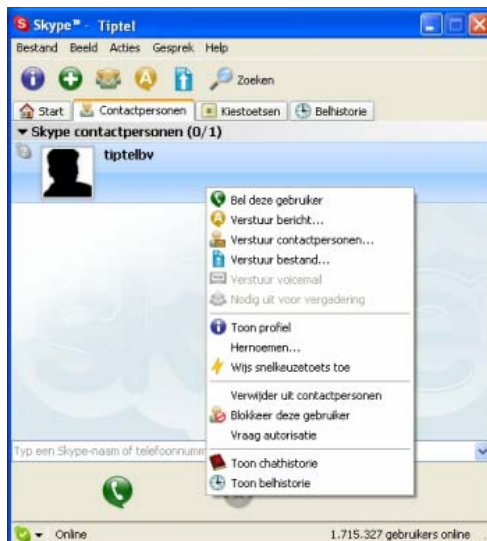 Skype™ - Tiptel
Bestand Beeld Acties Gesprek Help
Zoeken
Start Contactpersonen Kiestoetsen Belhistorie
Skype contactpersonen (0/1)
tiptelbv
Bel deze gebruiker
Verstuur bericht...
Verstuur contactpersonen...
Verstuur bestand...
Verstuur voicemail
Nodig uit voor vergadering
Toon profiel
Hernoemen...
Wijs snelkeuzetoets toe
Verwijder uit contactpersonen
Blokkeer deze gebruiker
Vraag autorisatie
Typ een Skype-naam of telefoonnumm
Toon chathistorie
Toon belhistorie
Online 1.715.327 gebruikers online